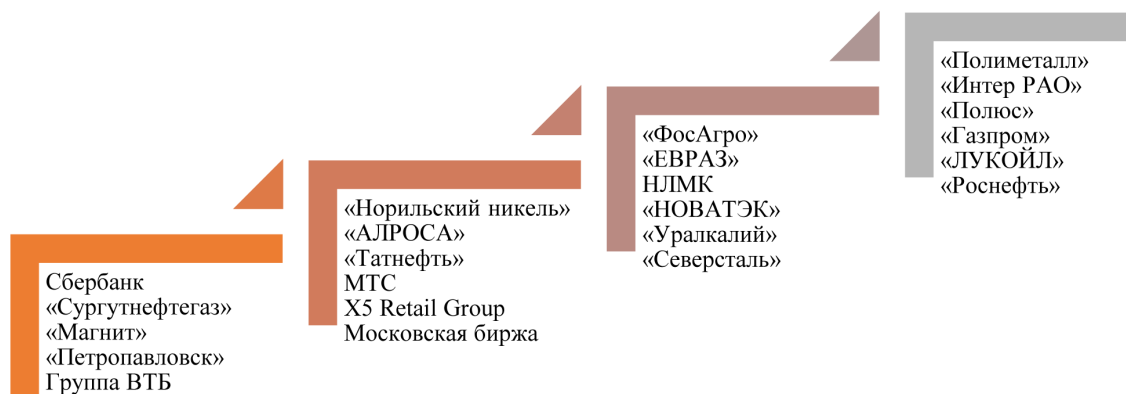 Сбербанк
«Сургутнефтегаз»
«Магнит»
«Петропавловск»
Группа ВТБ
«Норильский никель»
«АЛРОСА»
«Татнефть»
МТС
X5 Retail Group
Московская биржа
«ФосАгро»
«ЕВРАЗ»
НЛМК
«НОВАТЭК»
«Уралкалий»
«Северсталь»
«Полиметалл»
«Интер РАО»
«Полюс»
«Газпром»
«ЛУКОЙЛ»
«Роснефть»